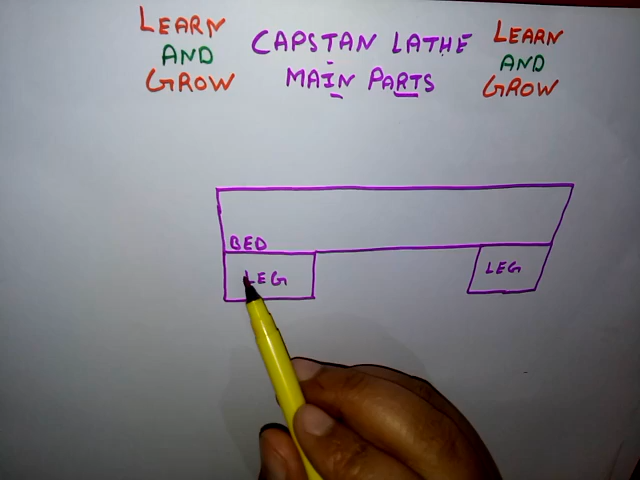 LEARN
AND
GROW
CAPSTAN LATHE
MAIN PARTS
LEARN
AND
GROW
BED
LEG
LEG